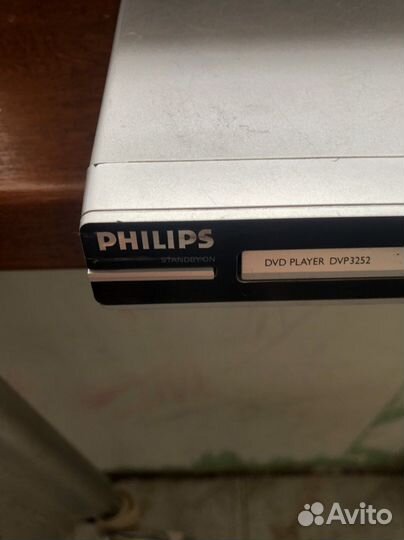 PHILIPS
STANDBY-ON
DVD PLAYER DVP3252
Avito